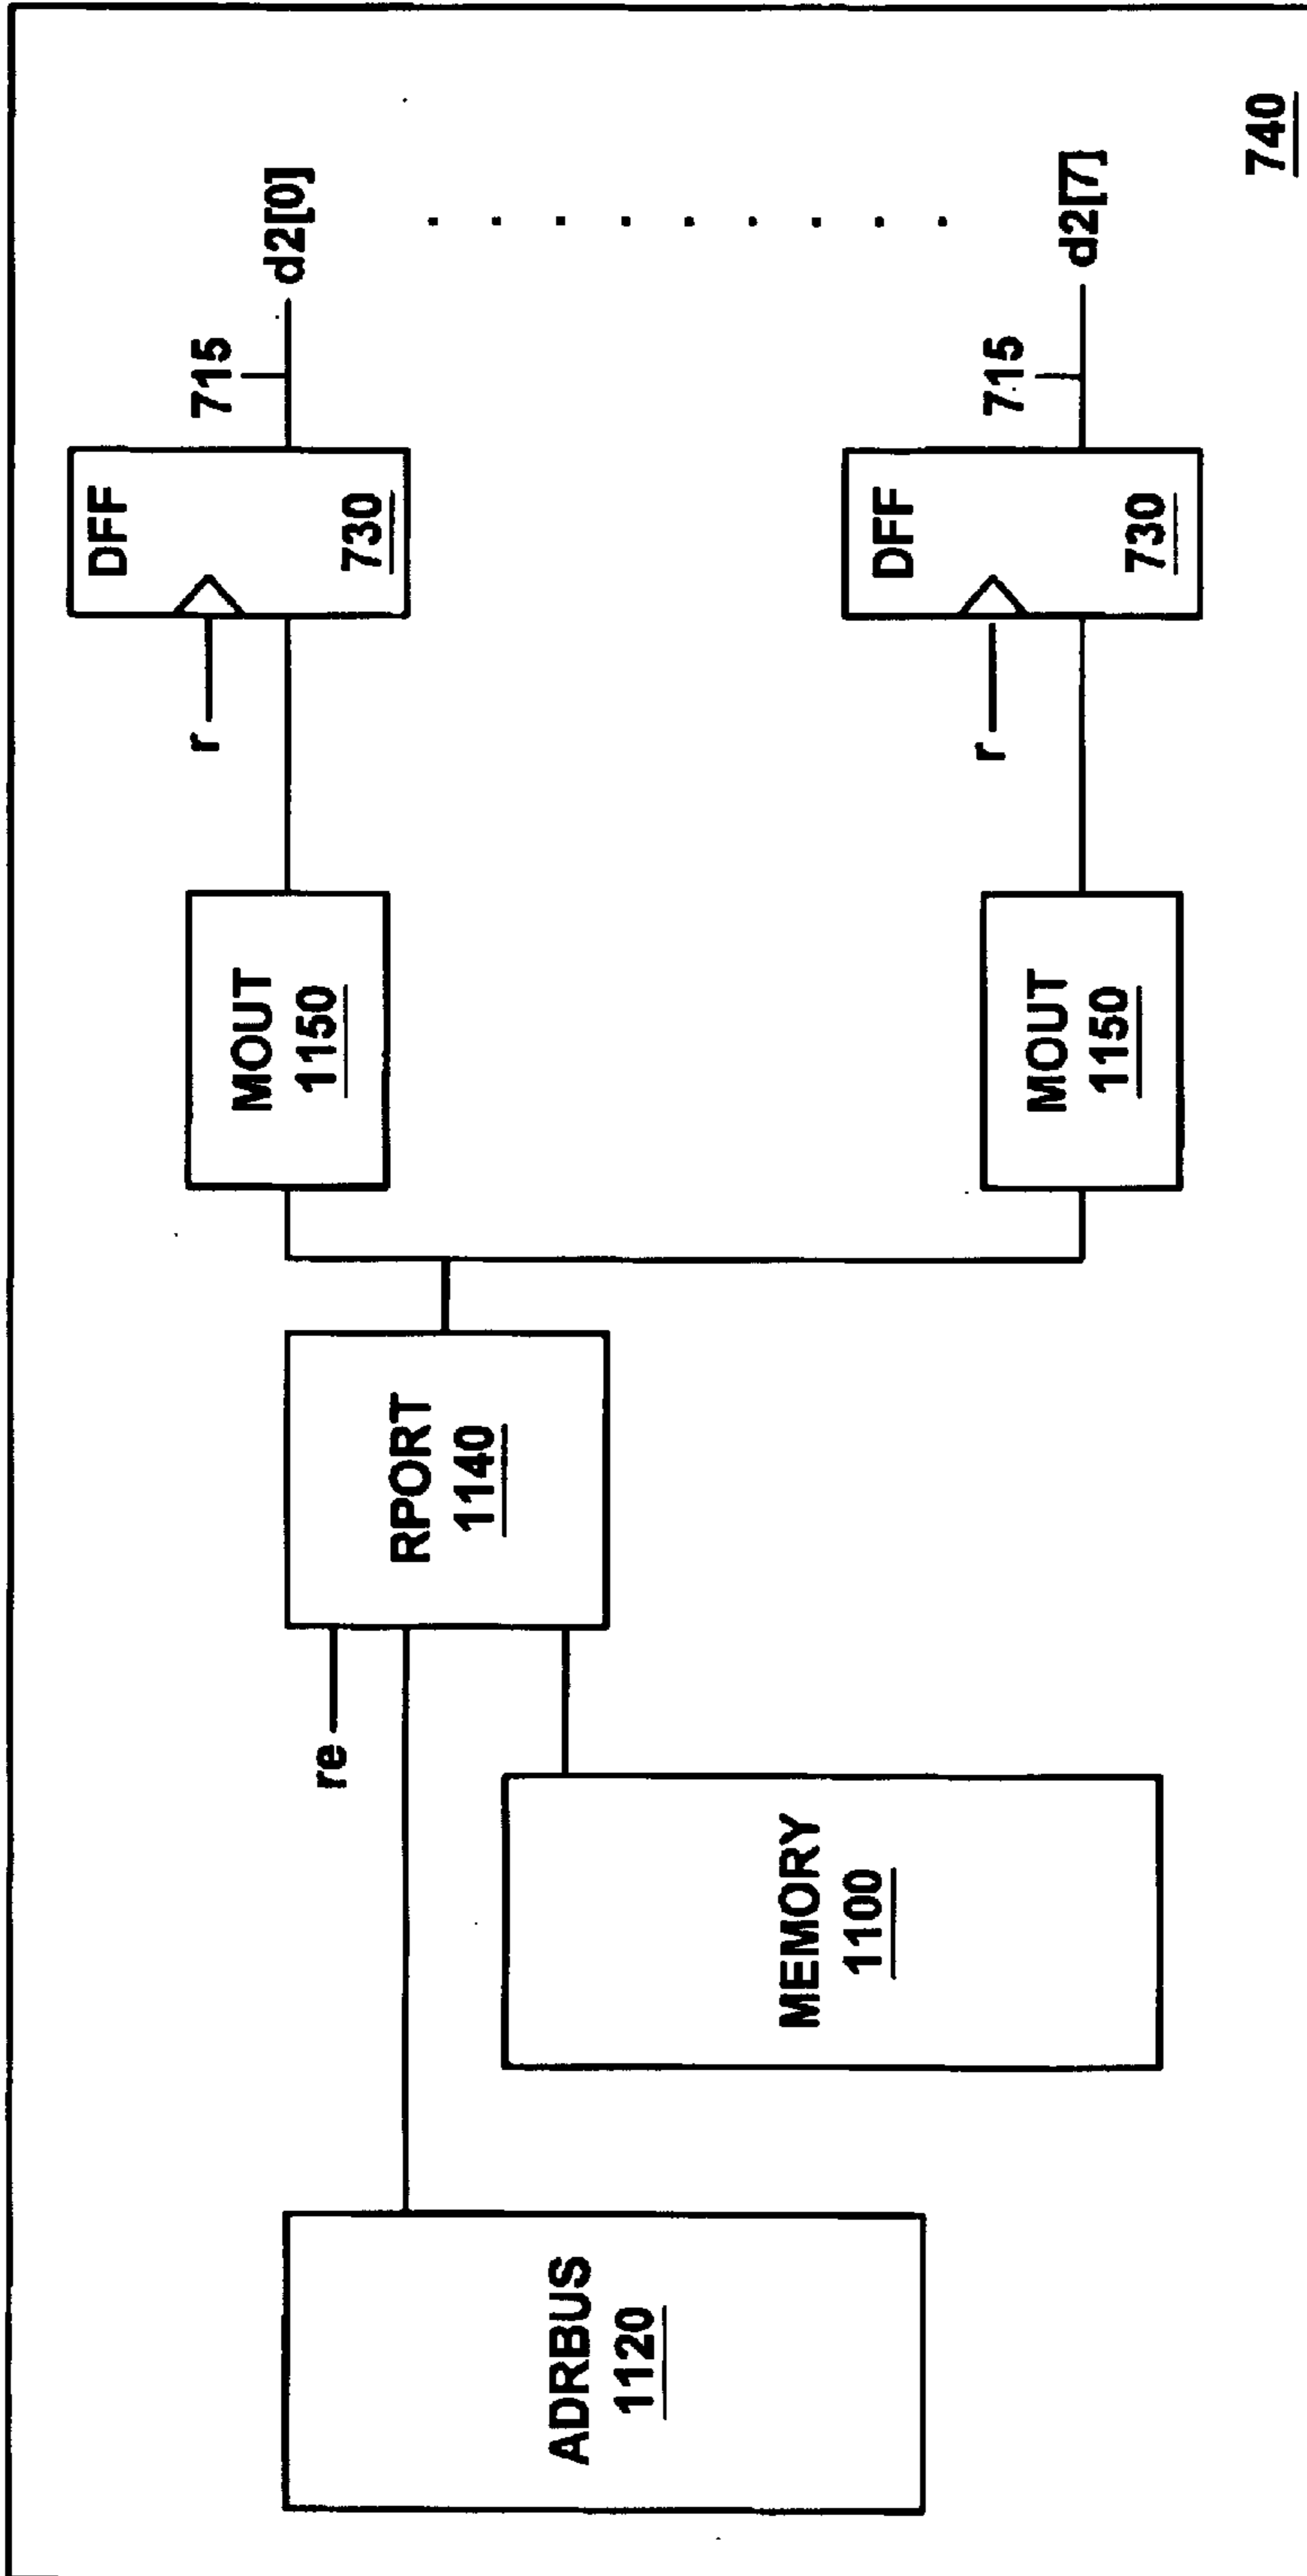 ADRBUS
1120
MEMORY
1100
re
RPORT
1140
MOUT
1150
MOUT
1150
r
DFF
730
r
DFF
730
715
d2[0]
. . . . . . . . .
715
d2[7]
740